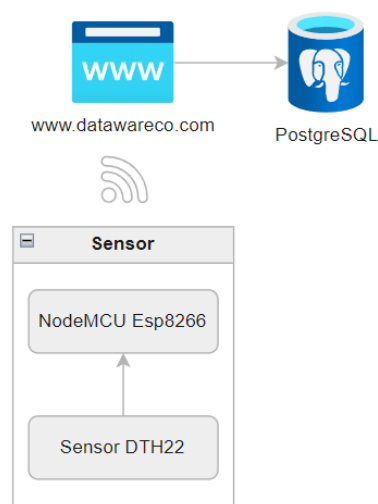 www
www.datawareco.com
PostgreSQL
Sensor
NodeMCU Esp8266
Sensor DTH22